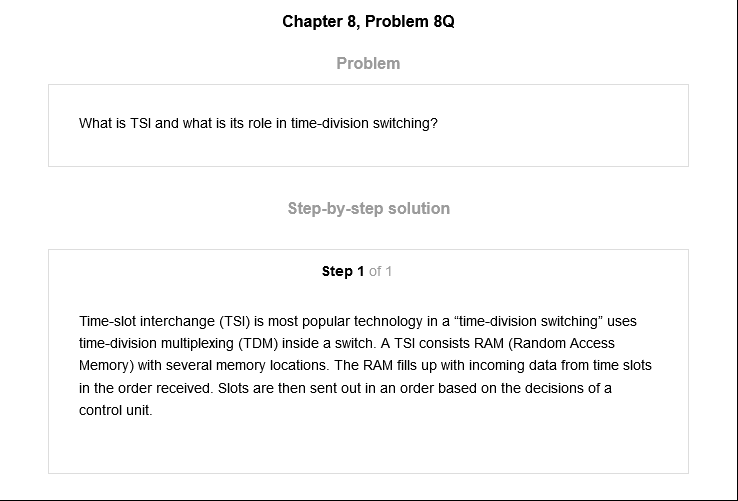 Chapter 8, Problem 8Q
Problem
What is TSI and what is its role in time-division switching?
Step-by-step solution
Step 1 of 1
Time-slot interchange (TSI) is most popular technology in a “time-division switching” uses
time-division multiplexing (TDM) inside a switch. A TSI consists RAM (Random Access
Memory) with several memory locations. The RAM fills up with incoming data from time slots
in the order received. Slots are then sent out in an order based on the decisions of a
control unit.